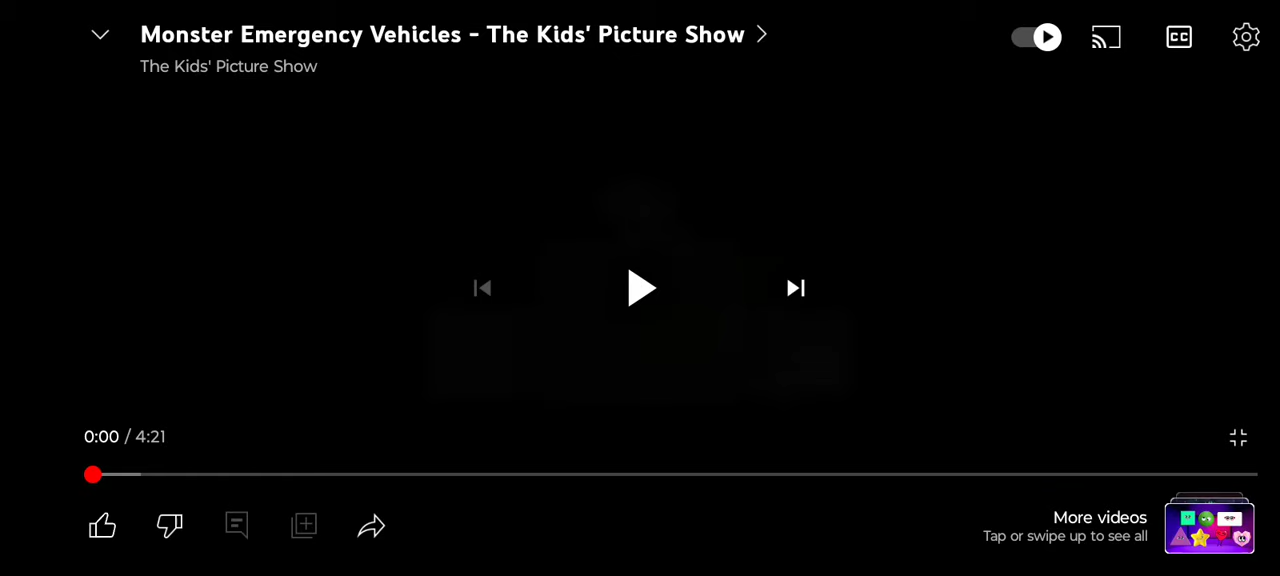 Monster Emergency Vehicles - The Kids' Picture Show
The Kids' Picture Show
CC
0:00 / 4:21
More videos
Tap or swipe up to see all